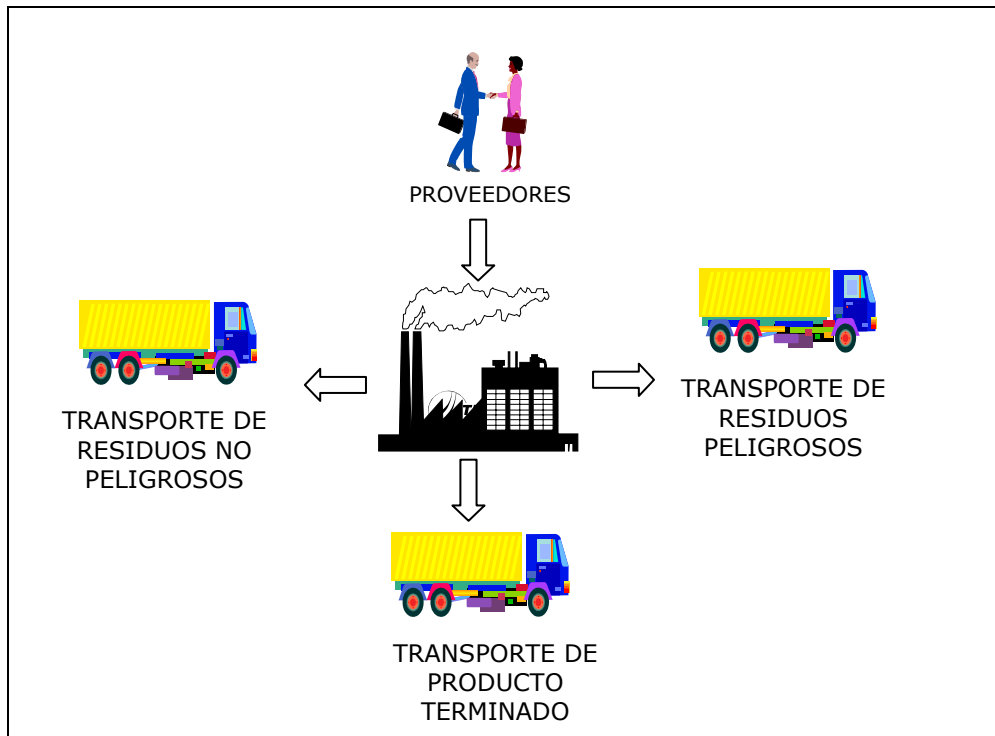 PROVEEDORES
TRANSPORTE DE
RESIDUOS NO
PELIGROSOS
TRANSPORTE DE
RESIDUOS
PELIGROSOS
TRANSPORTE DE
PRODUCTO
TERMINADO